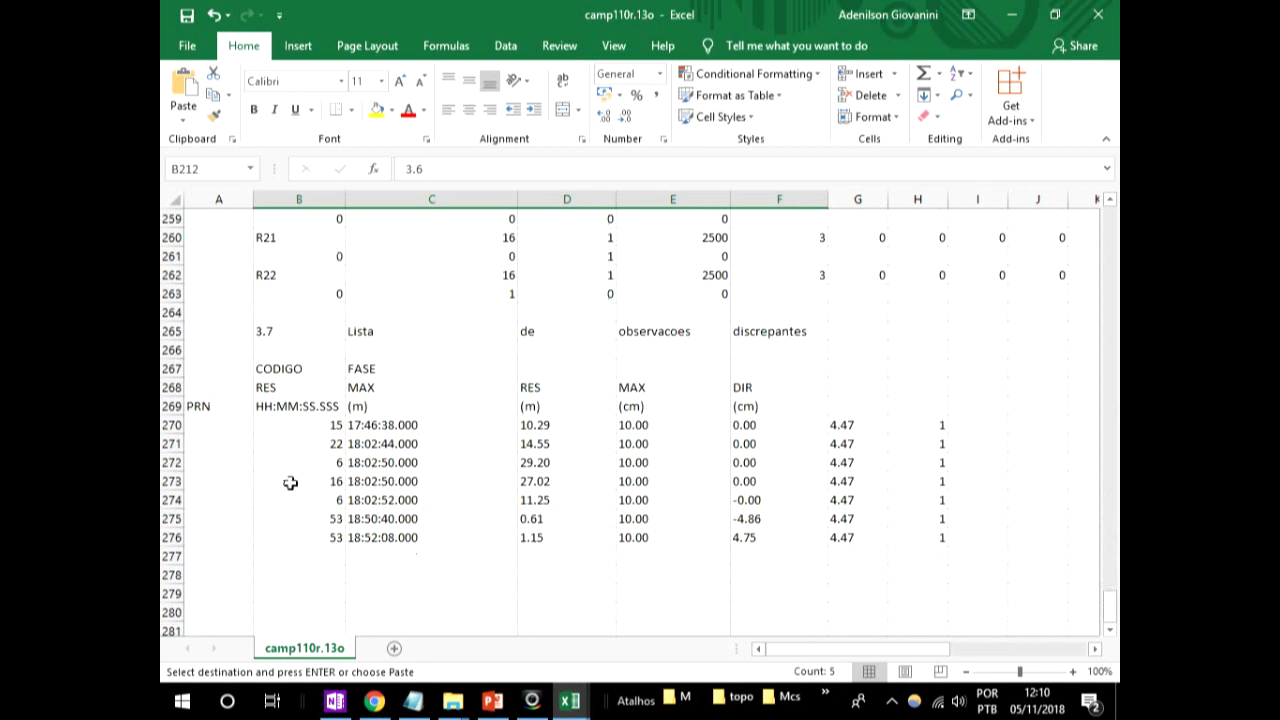 camp110r.13o - Excel
Adenilson Giovanini
File Home Insert Page Layout Formulas Data Review View Help Tell me what you want to do Share
Paste
Calibri 11
B I U
General
% ,
Conditional Formatting
Format as Table
Cell Styles
Insert
Delete
Format
Get
Add-ins
Clipboard Font Alignment Number Styles Cells Editing Add-ins
B212 fx 3.6
A B C D E F G H I J K
259 0 0 0 0
260 R21 16 1 2500 3 0 0 0 0
261 0 0 1 0
262 R22 16 1 2500 3 0 0 0 0
263 0 1 0 0
264
265 3.7 Lista de observacoes discrepantes
266
267 CODIGO FASE
268 RES MAX RES MAX DIR
269 PRN HH:MM:SS.SSS (m) (m) (cm) (cm)
270 15 17:46:38.000 10.29 10.00 0.00 4.47 1
271 22 18:02:44.000 14.55 10.00 0.00 4.47 1
272 6 18:02:50.000 29.20 10.00 0.00 4.47 1
273 16 18:02:50.000 27.02 10.00 0.00 4.47 1
274 6 18:02:52.000 11.25 10.00 -0.00 4.47 1
275 53 18:50:40.000 0.61 10.00 -4.86 4.47 1
276 53 18:52:08.000 1.15 10.00 4.75 4.47 1
277
278
279
280
281
camp110r.13o
Select destination and press ENTER or choose Paste Count: 5 100%
Atalhos M topo Mcs » POR 12:10
PTB 05/11/2018 2